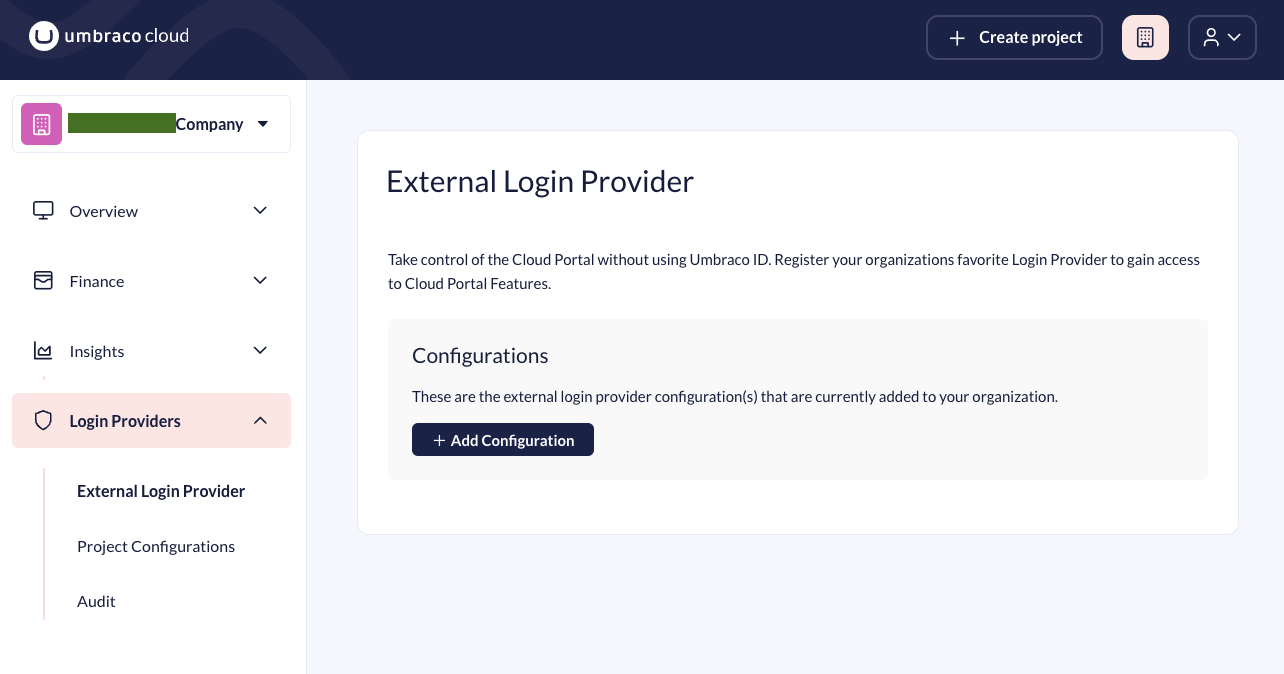 umbraco cloud
Create project
Company
Overview
Finance
Insights
Login Providers
External Login Provider
Project Configurations
Audit
External Login Provider
Take control of the Cloud Portal without using Umbraco ID. Register your organizations favorite Login Provider to gain access
to Cloud Portal Features.
Configurations
These are the external login provider configuration(s) that are currently added to your organization.
Add Configuration